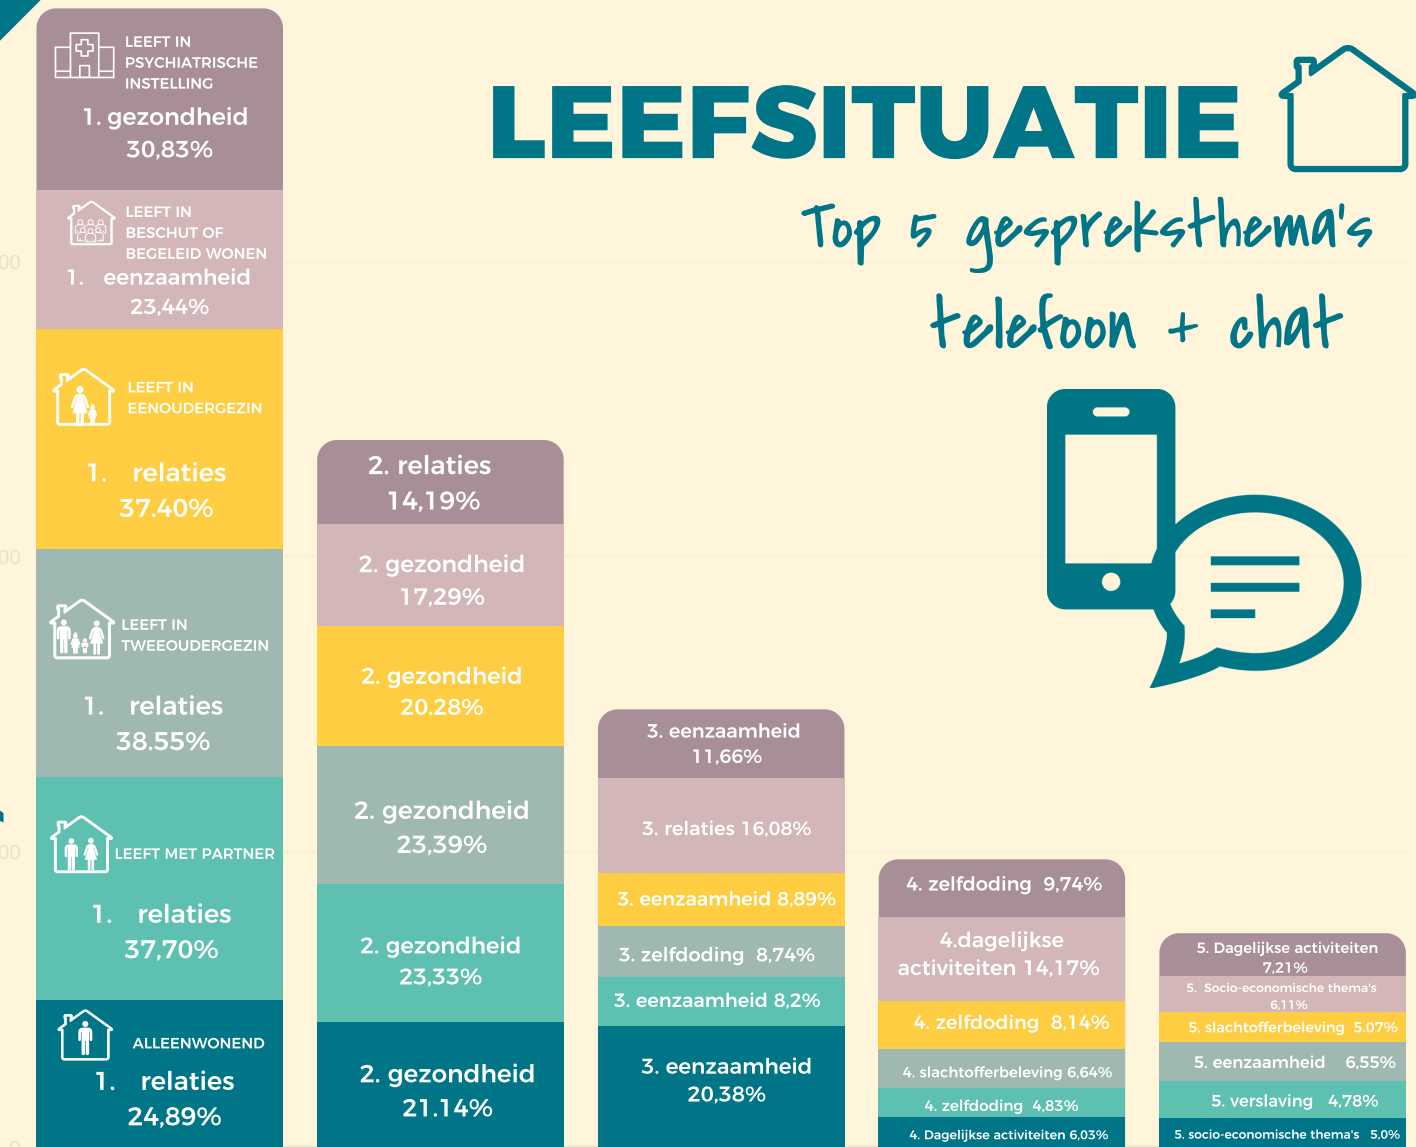 LEEFSITUATIE
Top 5 gespreksthema's
telefoon + chat
LEEFT IN
PSYCHIATRISCHE
INSTELLING
1. gezondheid
30,83%
LEEFT IN
BESCHUT OF
BEGELEID WONEN
1. eenzaamheid
23,44%
LEEFT IN
EENOUDERGEZIN
1. relaties
37.40%
LEEFT IN
TWEEOUDERGEZIN
1. relaties
38.55%
LEEFT MET PARTNER
1. relaties
37,70%
ALLEENWONEND
1. relaties
24,89%
2. relaties
14,19%
2. gezondheid
17,29%
2. gezondheid
20.28%
2. gezondheid
23,39%
2. gezondheid
23,33%
2. gezondheid
21.14%
3. eenzaamheid
11,66%
3. relaties 16,08%
3. eenzaamheid 8,89%
3. zelfdoding 8,74%
3. eenzaamheid 8,2%
3. eenzaamheid
20,38%
4. zelfdoding 9,74%
4.dagelijkse
activiteiten 14,17%
4. zelfdoding 8,14%
4. slachtofferbeleving 6,64%
4. zelfdoding 4,83%
4. Dagelijkse activiteiten 6,03%
5. Dagelijkse activiteiten
7,21%
5. Socio-economische thema's
6,11%
5. slachtofferbeleving 5.07%
5. eenzaamheid 6,55%
5. verslaving 4,78%
5. socio-economische thema's 5.0%